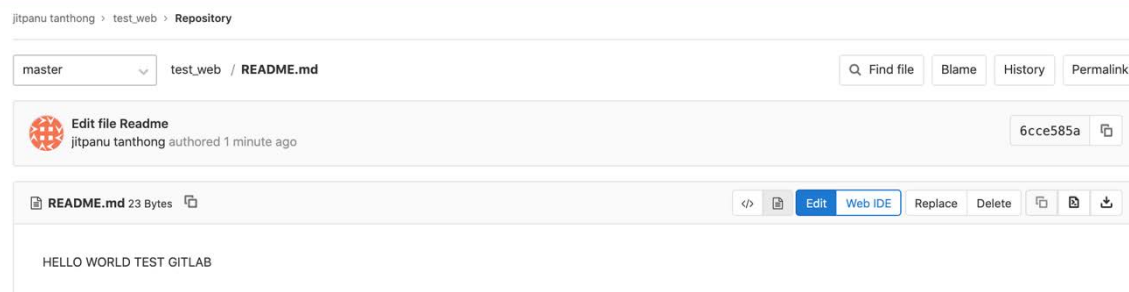 jitpanu tanthong > test_web > Repository
master test_web / README.md Find file Blame History Permalink
Edit file Readme
jitpanu tanthong authored 1 minute ago
6cce585a
README.md 23 Bytes </> Edit Web IDE Replace Delete
HELLO WORLD TEST GITLAB